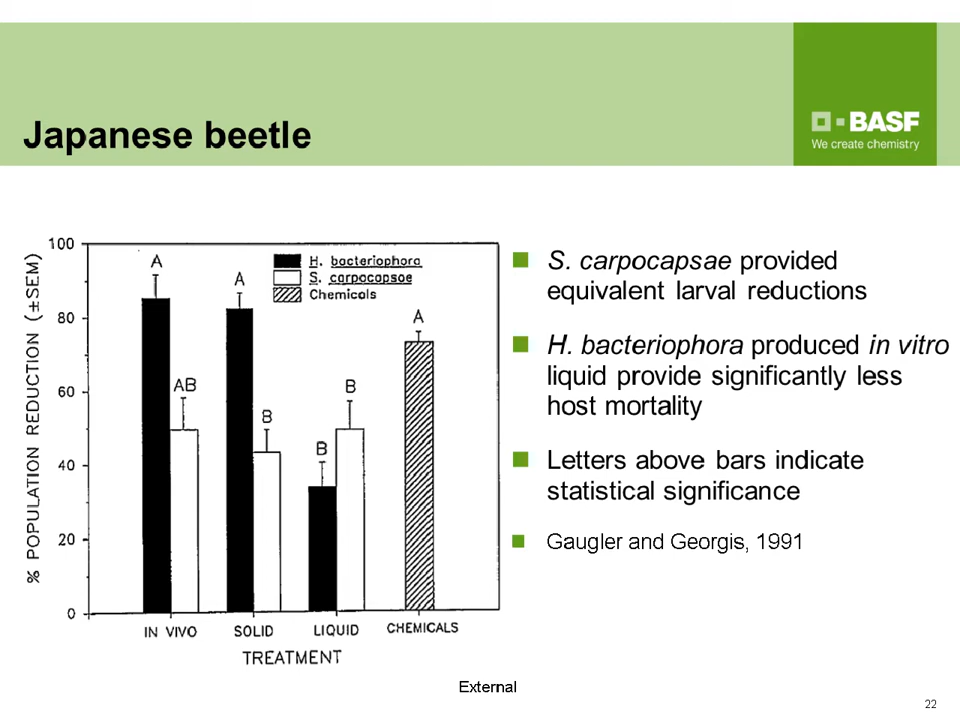 Japanese beetle
BASF
We create chemistry
% POPULATION REDUCTION (±SEM)
100
80
60
40
20
0
A
AB
A
B
B
B
A
H. bacteriophora
S. carpocapsae
Chemicals
IN VIVO
SOLID
LIQUID
CHEMICALS
TREATMENT
S. carpocapsae provided
equivalent larval reductions
H. bacteriophora produced in vitro
liquid provide significantly less
host mortality
Letters above bars indicate
statistical significance
Gaugler and Georgis, 1991
External
22